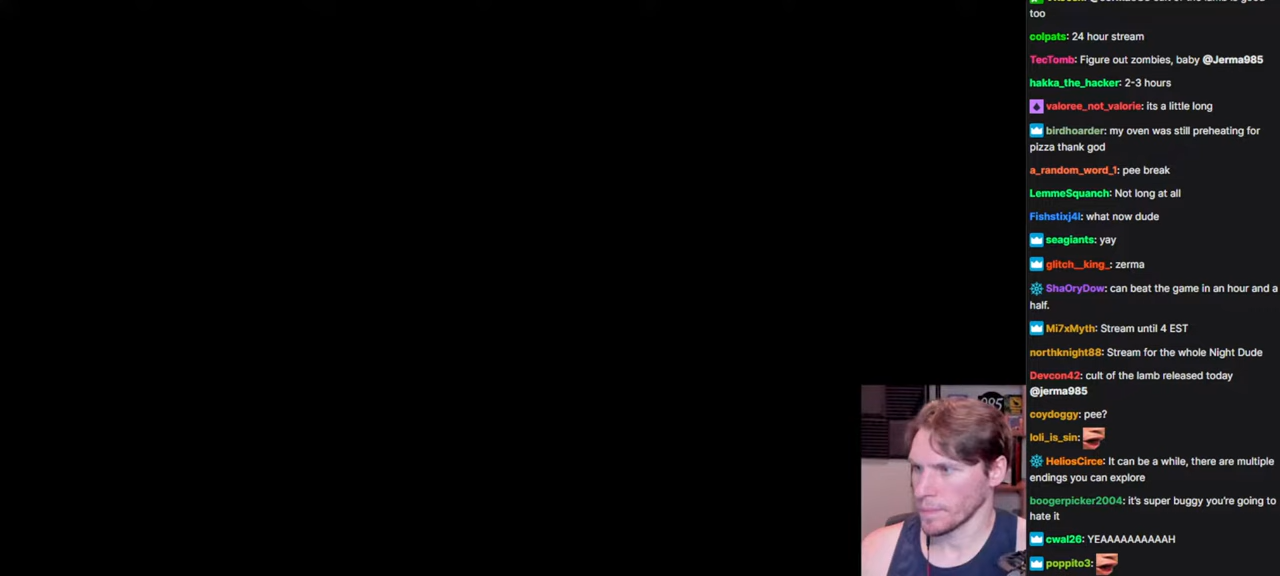 too
colpats: 24 hour stream
TecTomb: Figure out zombies, baby @Jerma985
hakka_the_hacker: 2-3 hours
valoree_not_valorie: its a little long
birdhoarder: my oven was still preheating for
pizza thank god
a_random_word_1: pee break
LemmeSquanch: Not long at all
Fishstixj4l: what now dude
seagiants: yay
glitch__king_: zerma
ShaOryDow: can beat the game in an hour and a
half.
Mi7xMyth: Stream until 4 EST
northknight88: Stream for the whole Night Dude
Devcon42: cult of the lamb released today
@jerma985
coydoggy: pee?
loli_is_sin:
HeliosCirce: It can be a while, there are multiple
endings you can explore
boogerpicker2004: it's super buggy you're going to
hate it
cwal26: YEAAAAAAAAAAH
poppito3:
985